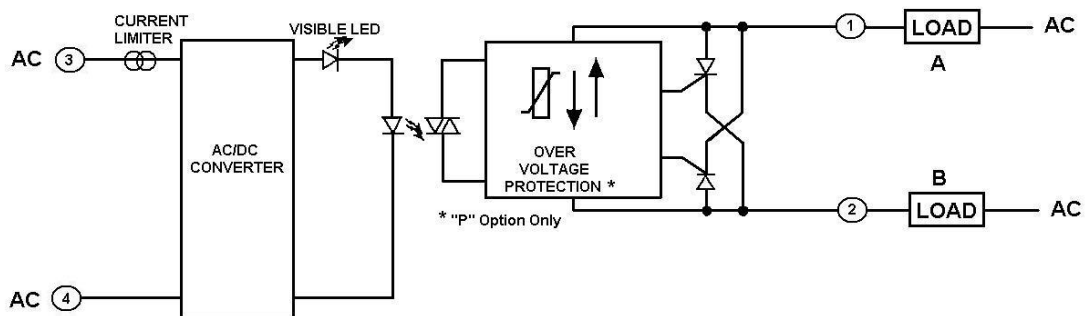 CURRENT
LIMITER
VISIBLE LED
AC 3
AC/DC
CONVERTER
AC 4
OVER
VOLTAGE
PROTECTION *
* "P" Option Only
1
LOAD
AC
A
B
2
LOAD
AC